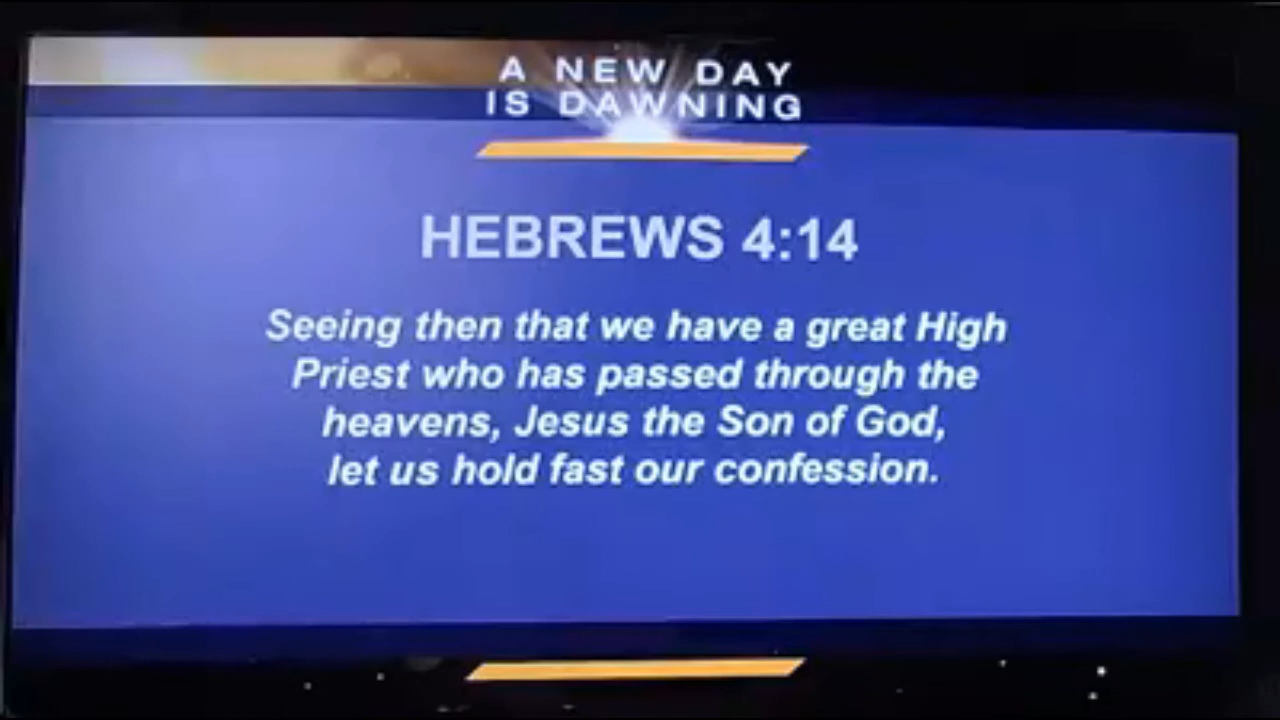 A NEW DAY
IS DAWNING
HEBREWS 4:14
Seeing then that we have a great High
Priest who has passed through the
heavens, Jesus the Son of God,
let us hold fast our confession.